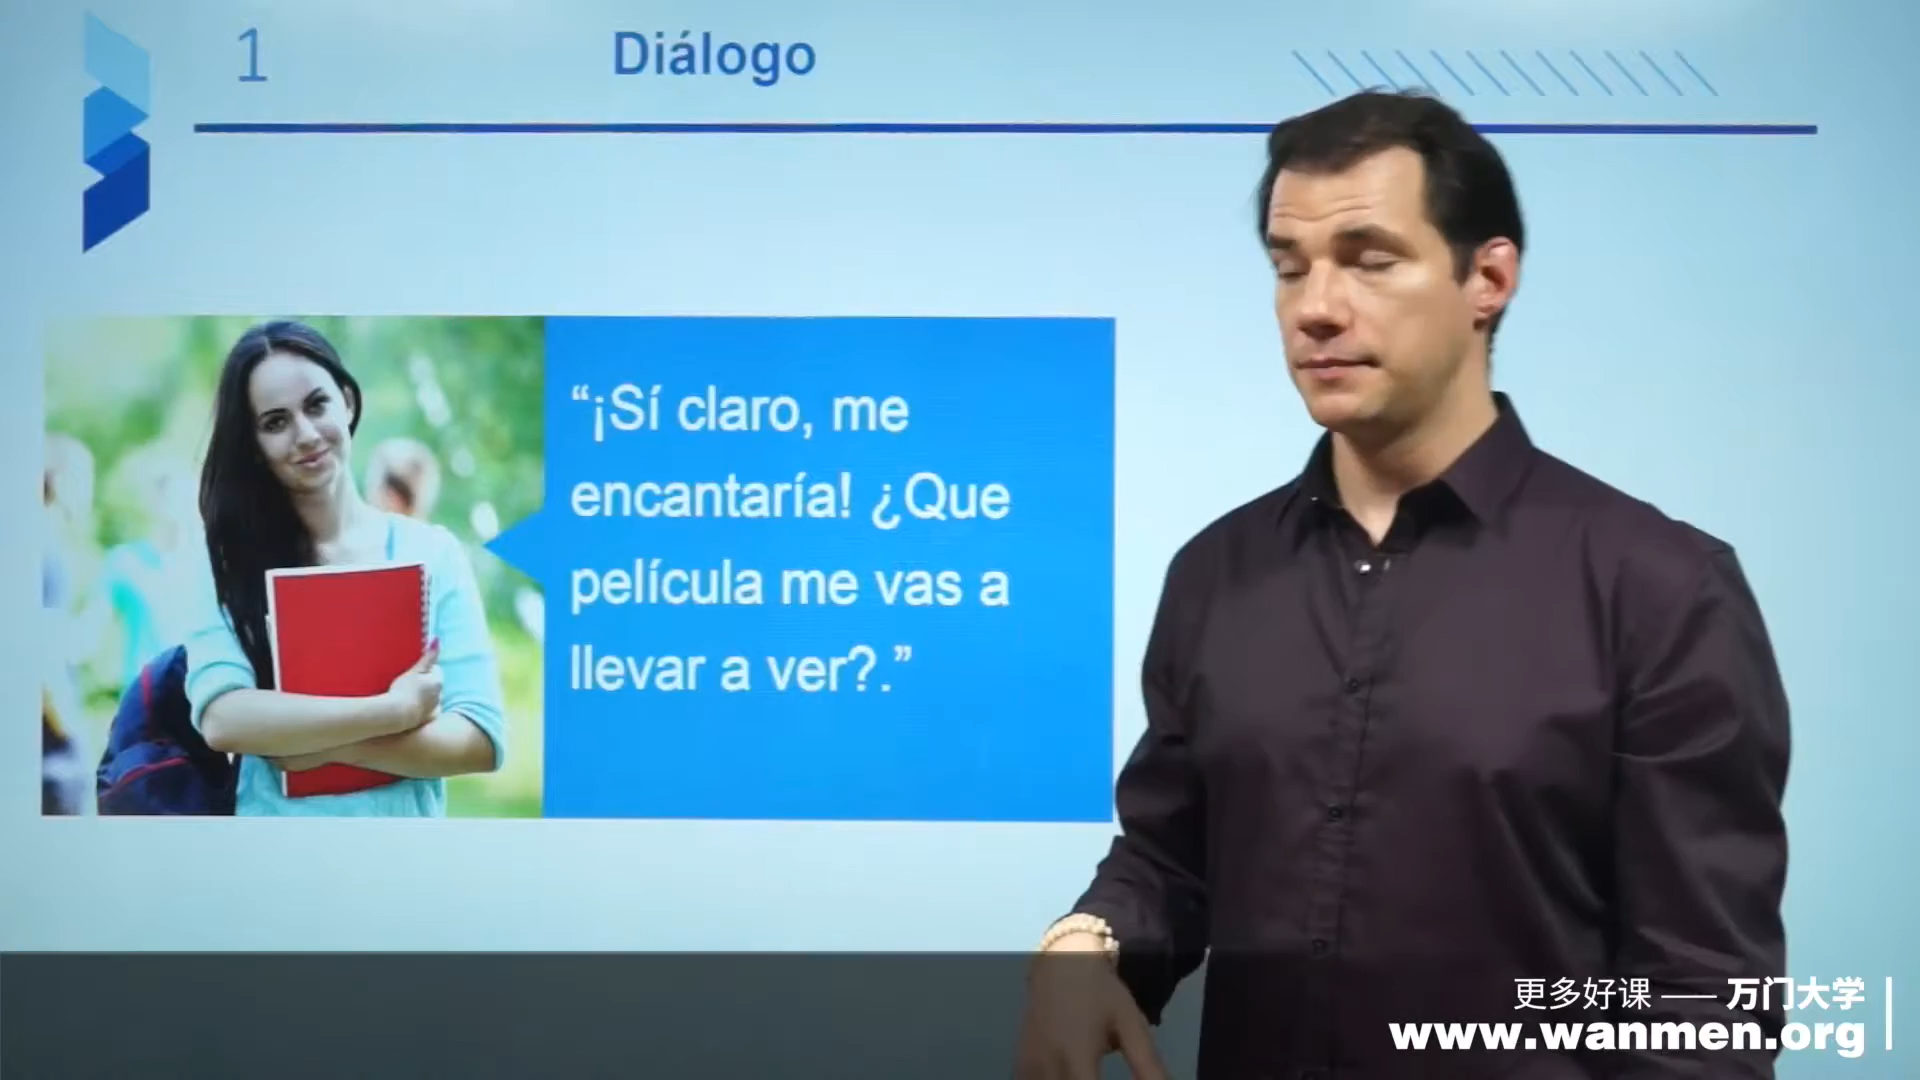 1
Diálogo
“¡Sí claro, me
encantaría! ¿Que
película me vas a
llevar a ver?.”
更多好课 —— 万门大学
www.wanmen.org